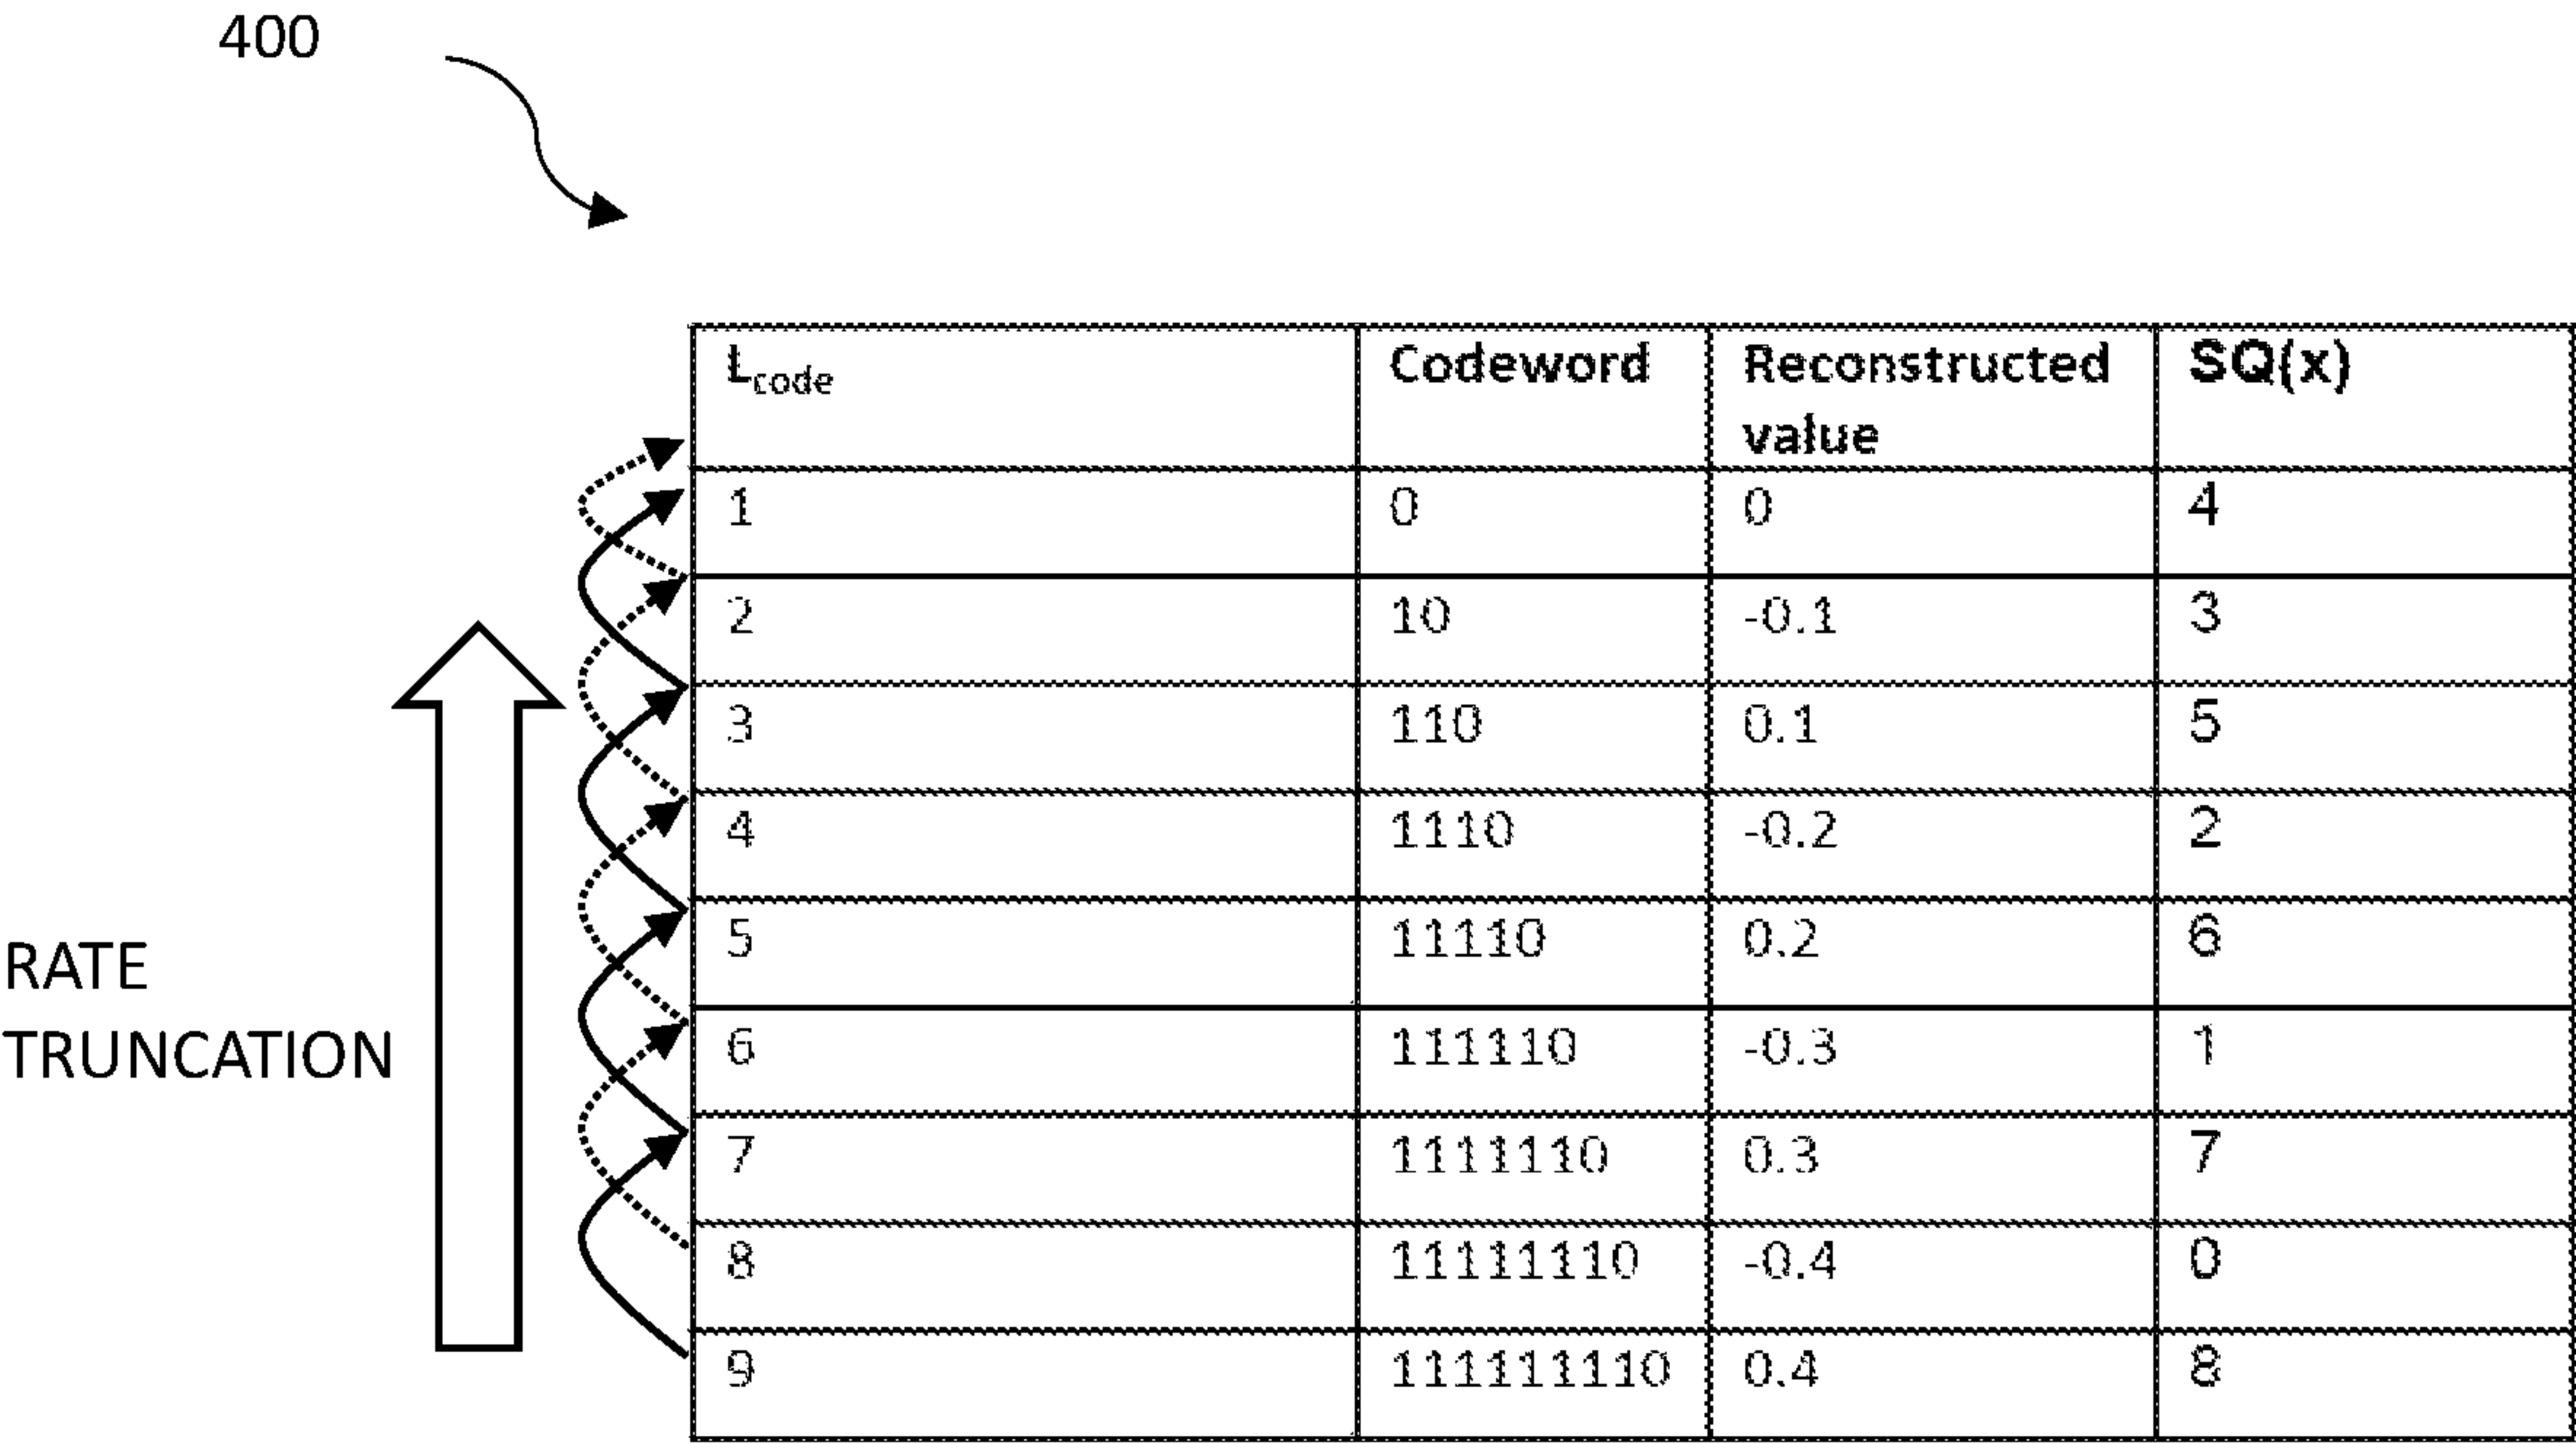 400
L_code Codeword Reconstructed value SQ(x)
1 0 0 4
2 10 -0.1 3
3 110 0.1 5
4 1110 -0.2 2
5 11110 0.2 6
6 111110 -0.3 1
7 1111110 0.3 7
8 11111110 -0.4 0
9 111111110 0.4 8
RATE
TRUNCATION